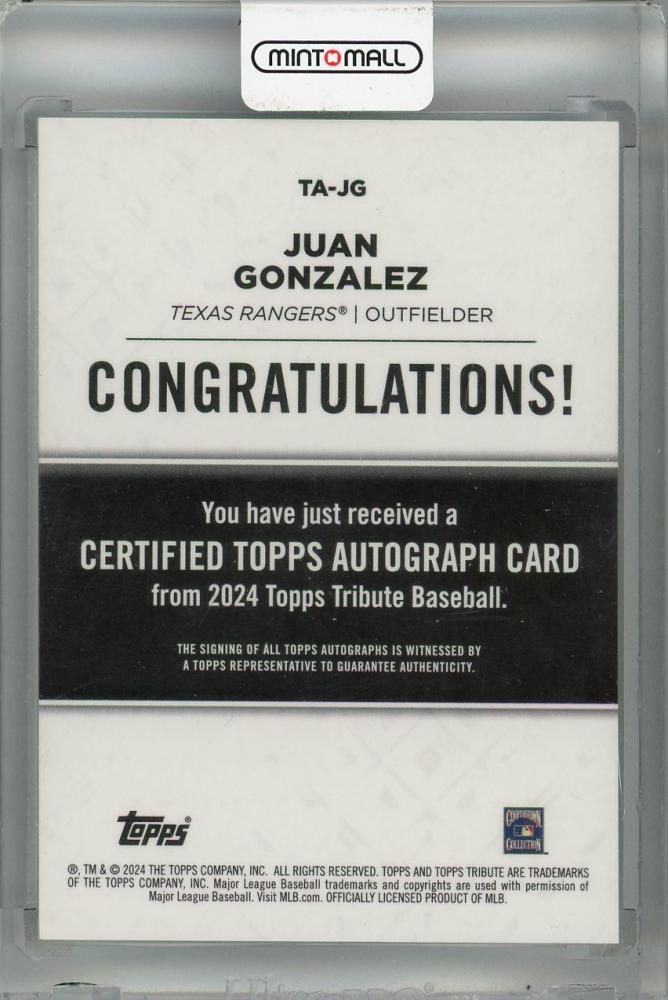 MINTMALL
TA-JG
JUAN
GONZALEZ
TEXAS RANGERS® | OUTFIELDER
CONGRATULATIONS!
You have just received a
CERTIFIED TOPPS AUTOGRAPH CARD
from 2024 Topps Tribute Baseball.
THE SIGNING OF ALL TOPPS AUTOGRAPHS IS WITNESSED BY
A TOPPS REPRESENTATIVE TO GUARANTEE AUTHENTICITY.
Topps®
COOPERSTOWN
COLLECTION™
®, TM & © 2024 THE TOPPS COMPANY, INC. ALL RIGHTS RESERVED. TOPPS AND TOPPS TRIBUTE ARE TRADEMARKS
OF THE TOPPS COMPANY, INC. Major League Baseball trademarks and copyrights are used with permission of
Major League Baseball. Visit MLB.com. OFFICIALLY LICENSED PRODUCT OF MLB.